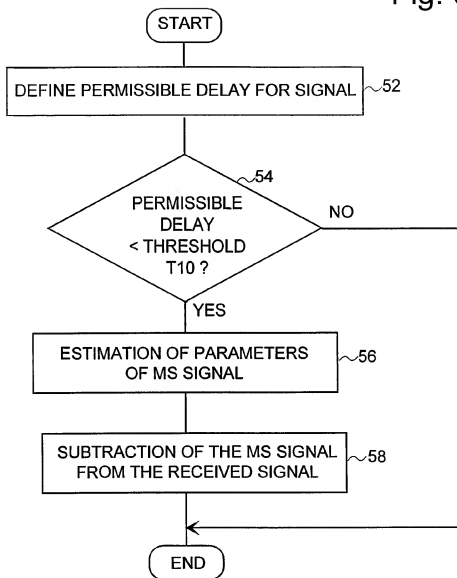 Fig.
START
DEFINE PERMISSIBLE DELAY FOR SIGNAL
52
54
PERMISSIBLE
DELAY
< THRESHOLD
T10 ?
NO
YES
ESTIMATION OF PARAMETERS
OF MS SIGNAL
56
SUBTRACTION OF THE MS SIGNAL
FROM THE RECEIVED SIGNAL
58
END